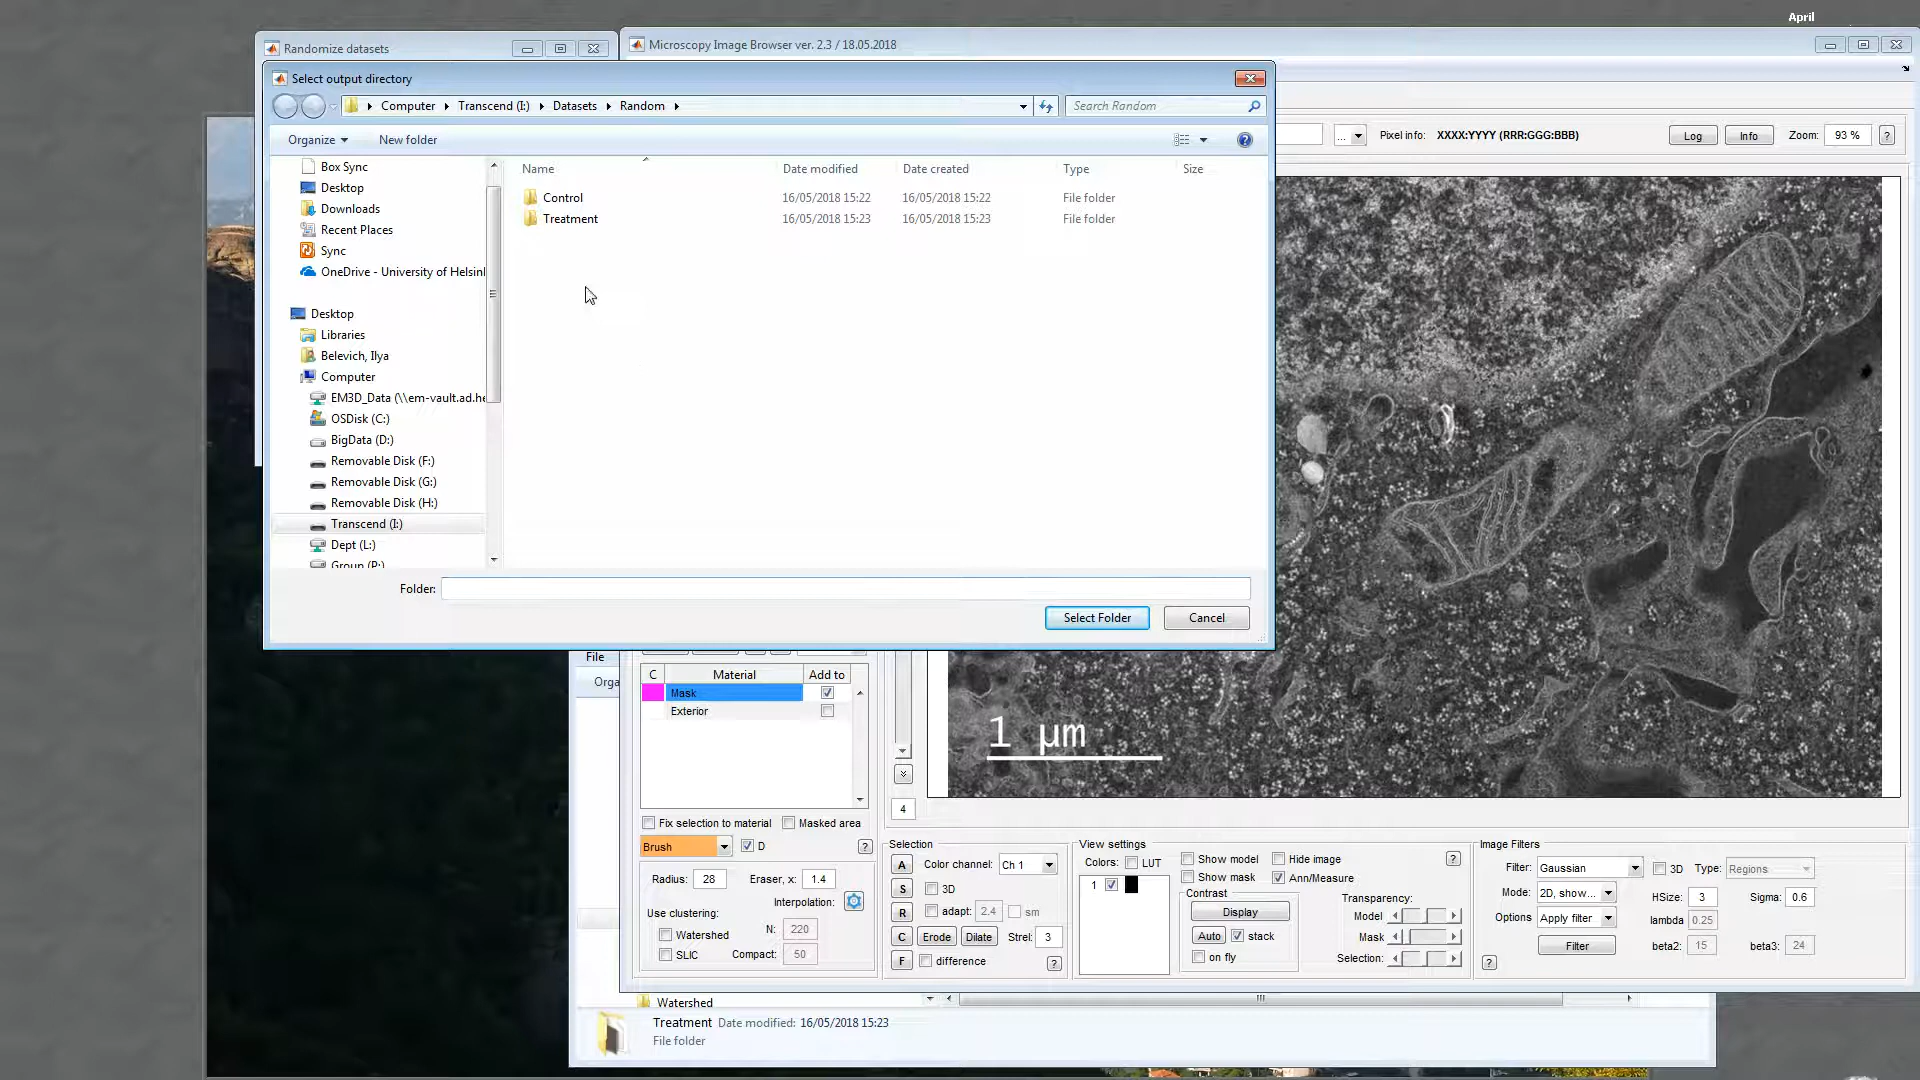 April
Randomize datasets
Microscopy Image Browser ver. 2.3 / 18.05.2018
Select output directory
Computer Transcend (I:) Datasets Random
Search Random
... Pixel info: XXXX:YYYY (RRR:GGG:BBB) Log Info Zoom: 93 % ?
Organize New folder
Name Date modified Date created Type Size
Control 16/05/2018 15:22 16/05/2018 15:22 File folder
Treatment 16/05/2018 15:23 16/05/2018 15:23 File folder
Box Sync
Desktop
Downloads
Recent Places
Sync
OneDrive - University of Helsinl
Desktop
Libraries
Belevich, Ilya
Computer
EM3D_Data (\\em-vault.ad.he
OSDisk (C:)
BigData (D:)
Removable Disk (F:)
Removable Disk (G:)
Removable Disk (H:)
Transcend (I:)
Dept (L:)
Group (P:)
Folder:
Select Folder Cancel
File
Orga
C Material Add to
Mask
Exterior
1 µm
4
Fix selection to material Masked area
Brush D ?
Radius: 28 Eraser, x: 1.4
Interpolation:
Use clustering:
Watershed N: 220
SLIC Compact: 50
Selection
A Color channel: Ch 1
S 3D
R adapt: 2.4 sm
C Erode Dilate Strel: 3
F difference ?
View settings
Colors: LUT Show model Hide image ?
Show mask Ann/Measure
1
Contrast
Display
Auto stack
on fly
Transparency:
Model
Mask
Selection:
Image Filters
Filter: Gaussian 3D Type: Regions
Mode: 2D, show... HSize: 3 Sigma: 0.6
Options Apply filter lambda 0.25
Filter beta2: 15 beta3: 24
?
Watershed
Treatment Date modified: 16/05/2018 15:23
File folder